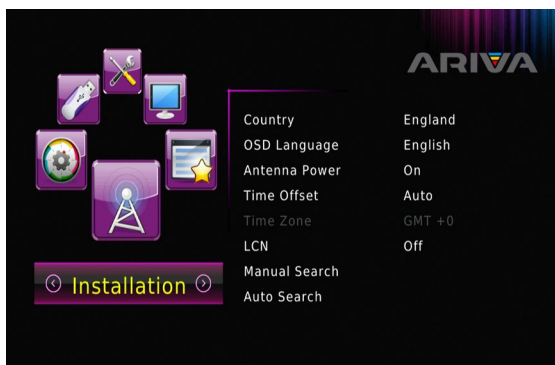 ARIVA
Country England
OSD Language English
Antenna Power On
Time Offset Auto
Time Zone GMT +0
LCN Off
Manual Search
Auto Search
Installation